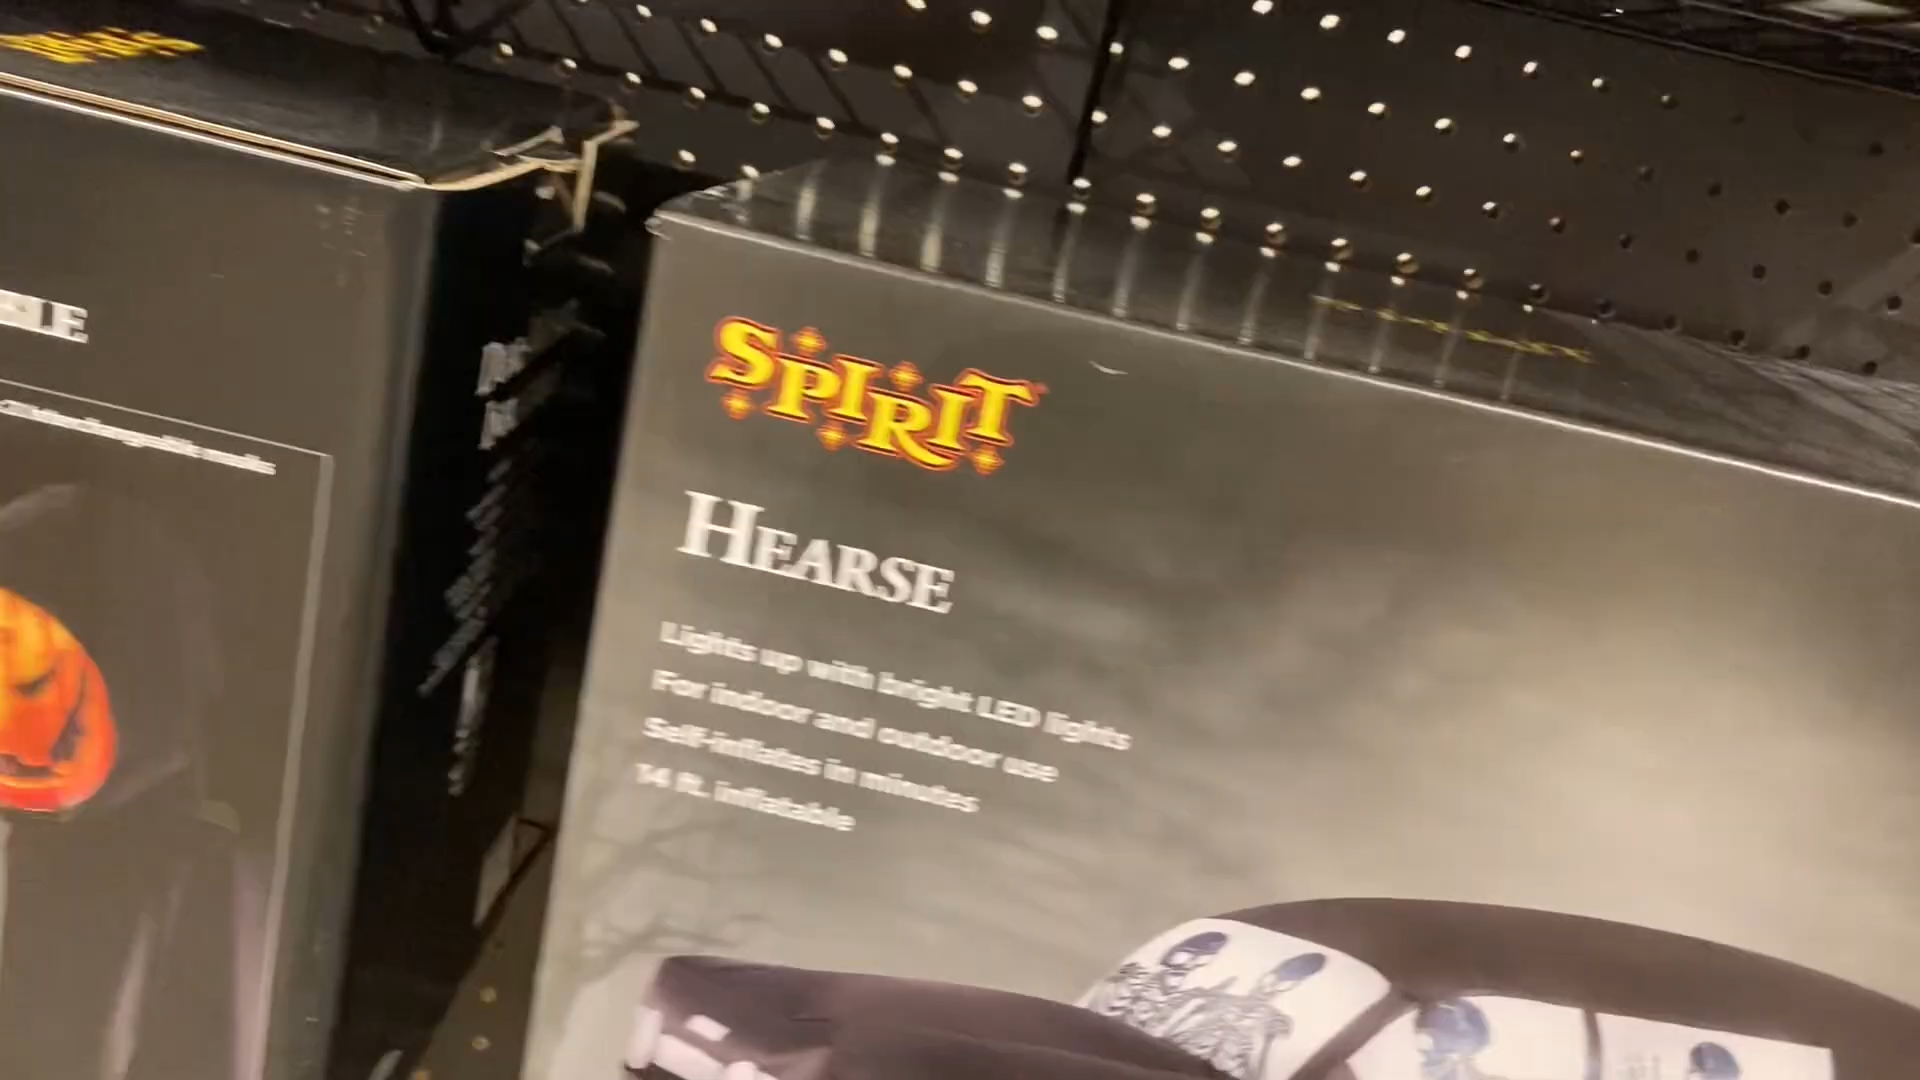 SPIRIT
HEARSE
Lights up with bright LED lights
For indoor and outdoor use
Self-inflates in minutes
14 ft. inflatable